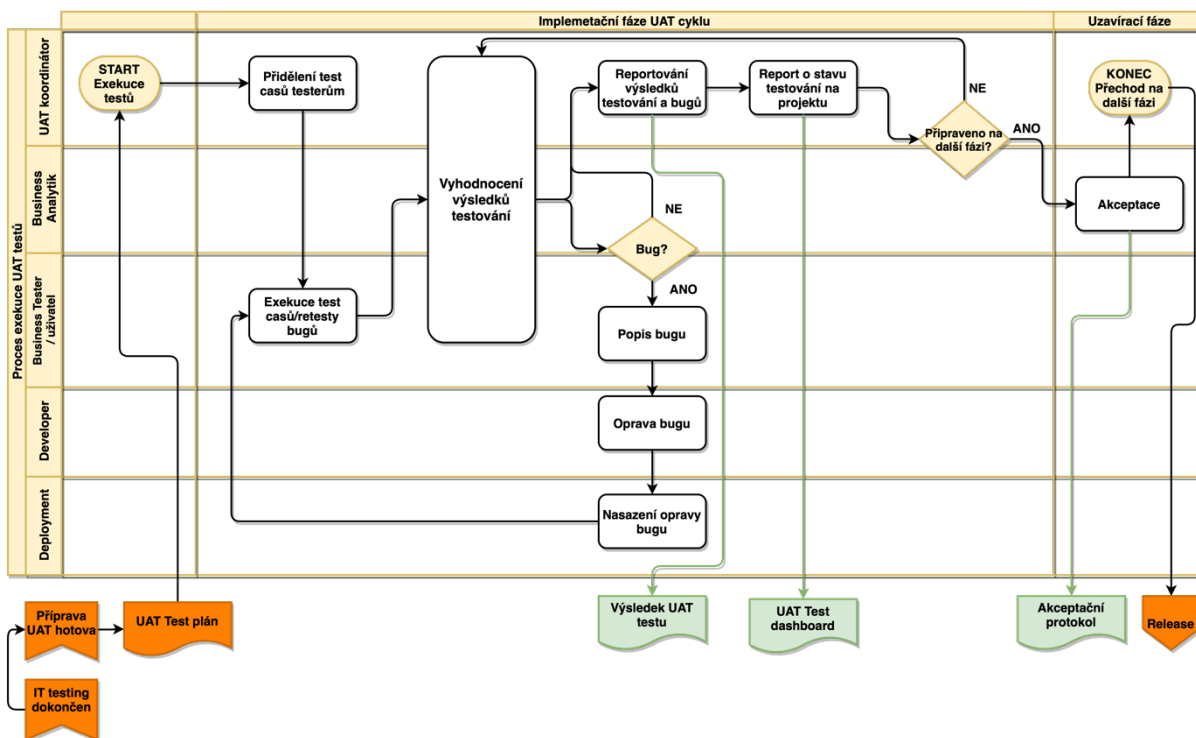 Implemetační fáze UAT cyklu
Uzavírací fáze
Proces exekuce UAT testů
UAT koordinátor
START
Exekuce
testů
Přidělení test
casů testerům
Reportování
výsledků
testování a bugů
Report o stavu
testování na
projektu
NE
Připraveno na
další fázi?
ANO
KONEC
Přechod na
další fázi
Business
Analytik
Vyhodnocení
výsledků
testování
NE
Bug?
ANO
Akceptace
Business Tester
/ uživatel
Exekuce test
casů/retesty
bugů
Popis bugu
Developer
Oprava bugu
Deployment
Nasazení opravy
bugu
Příprava
UAT hotova
UAT Test plán
Výsledek UAT
testu
UAT Test
dashboard
Akceptační
protokol
Release
IT testing
dokončen